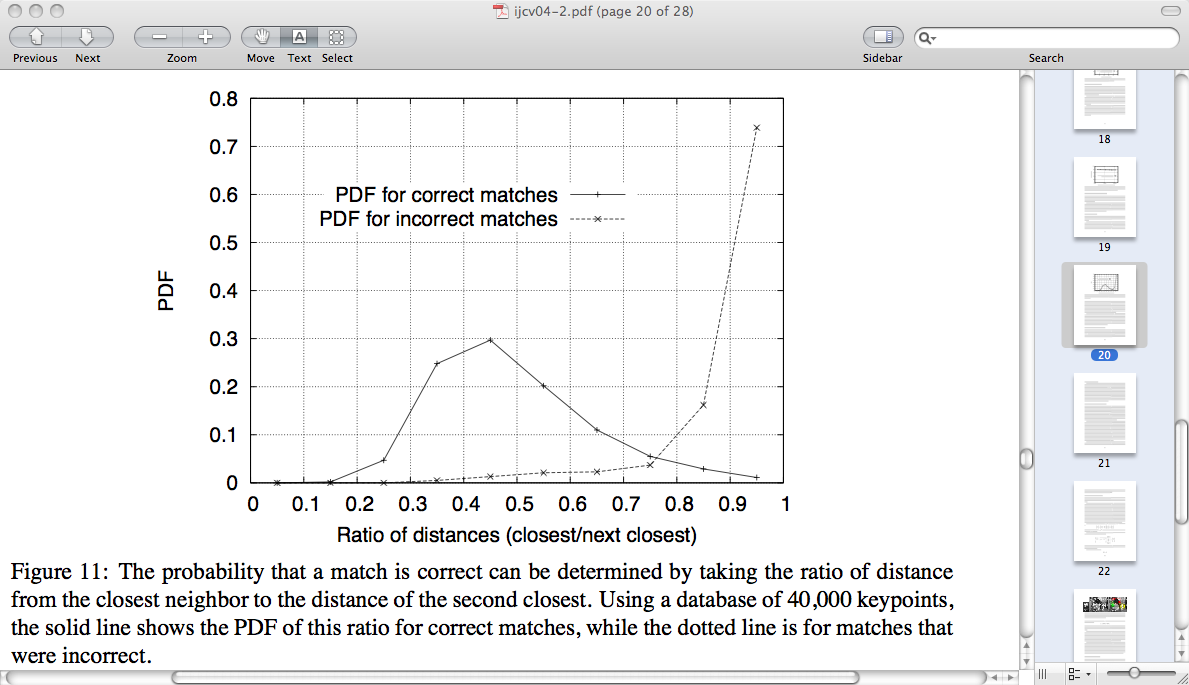 ijcv04-2.pdf (page 20 of 28)
Previous Next Zoom Move Text Select Sidebar Search
A
0.8
0.7
0.6
0.5
0.4
0.3
0.2
0.1
0
PDF
PDF for correct matches
PDF for incorrect matches
0 0.1 0.2 0.3 0.4 0.5 0.6 0.7 0.8 0.9 1
Ratio of distances (closest/next closest)
Figure 11: The probability that a match is correct can be determined by taking the ratio of distance
from the closest neighbor to the distance of the second closest. Using a database of 40,000 keypoints,
the solid line shows the PDF of this ratio for correct matches, while the dotted line is for matches that
were incorrect.
18
19
20
21
22